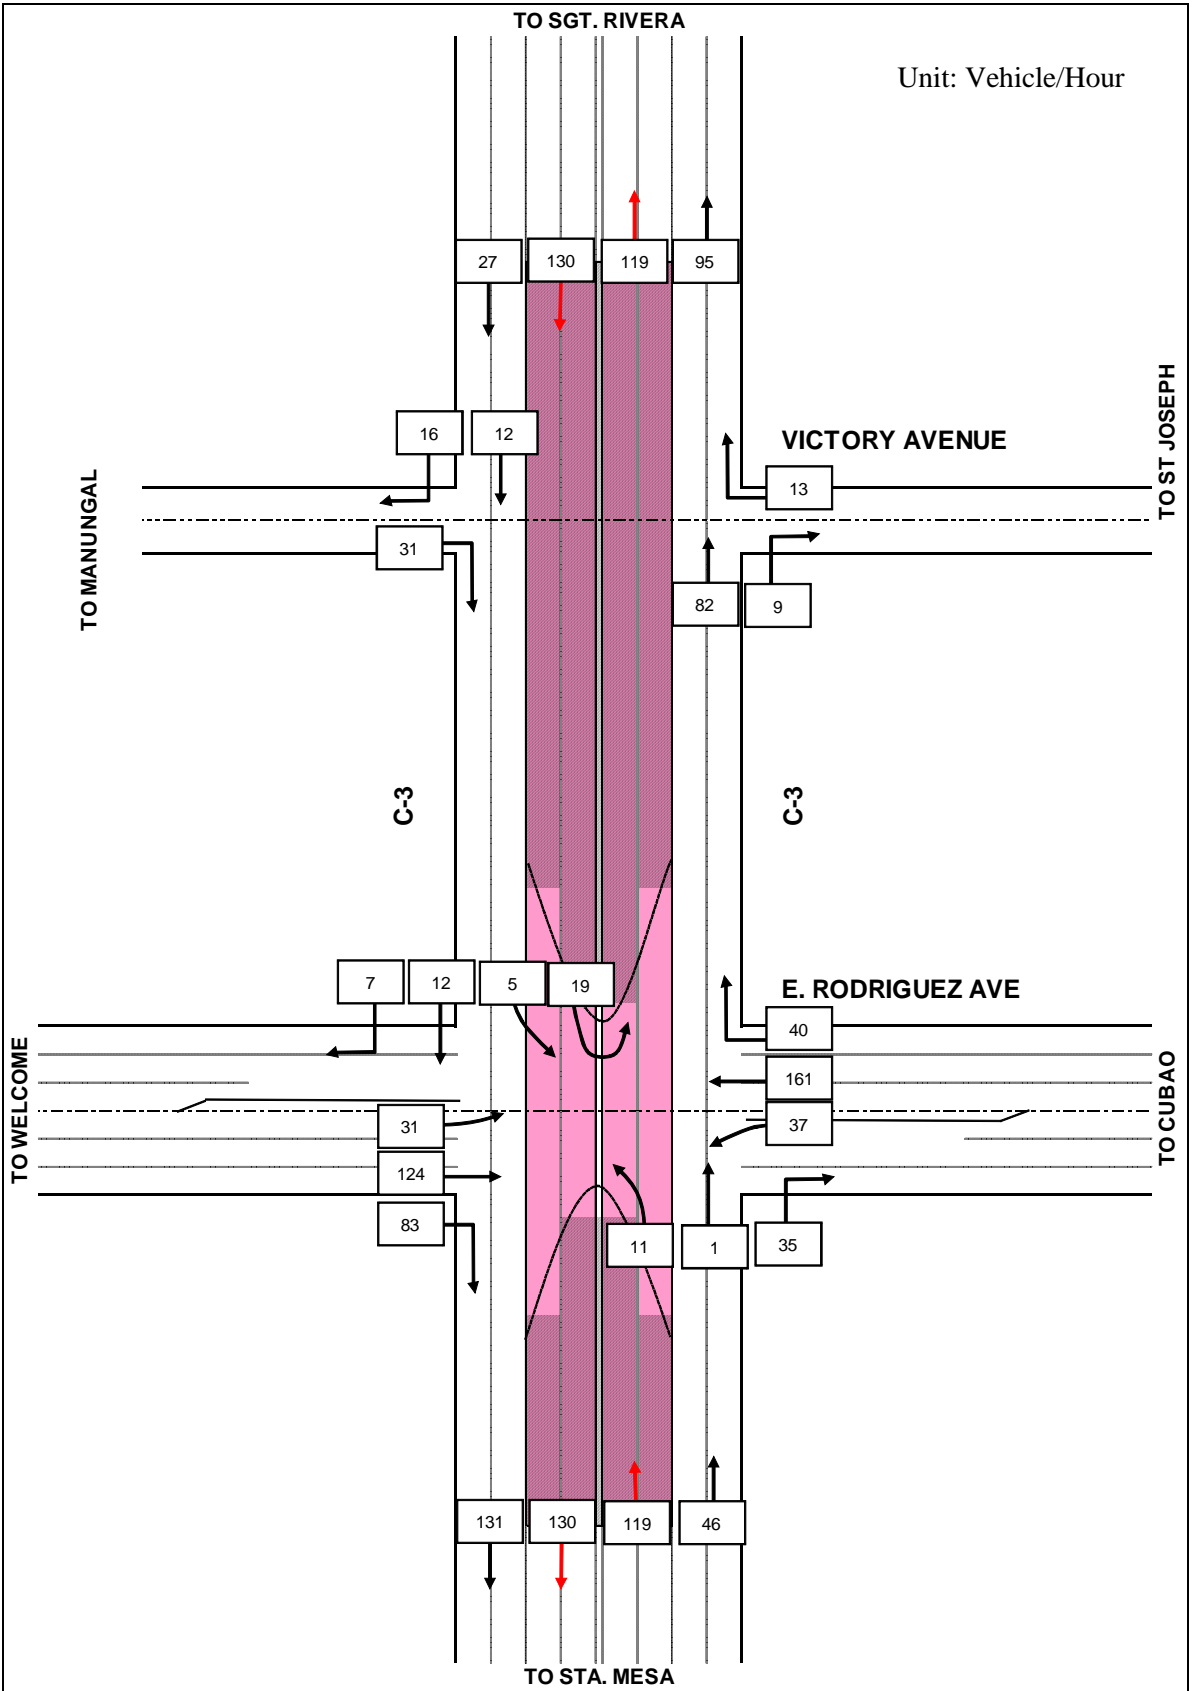 TO SGT. RIVERA
Unit: Vehicle/Hour
27
130
119
95
16
12
VICTORY AVENUE
13
TO ST JOSEPH
TO MANUNGAL
31
82
9
C-3
C-3
7
12
5
19
E. RODRIGUEZ AVE
40
161
37
TO WELCOME
TO CUBAO
31
124
83
11
1
35
131
130
119
46
TO STA. MESA